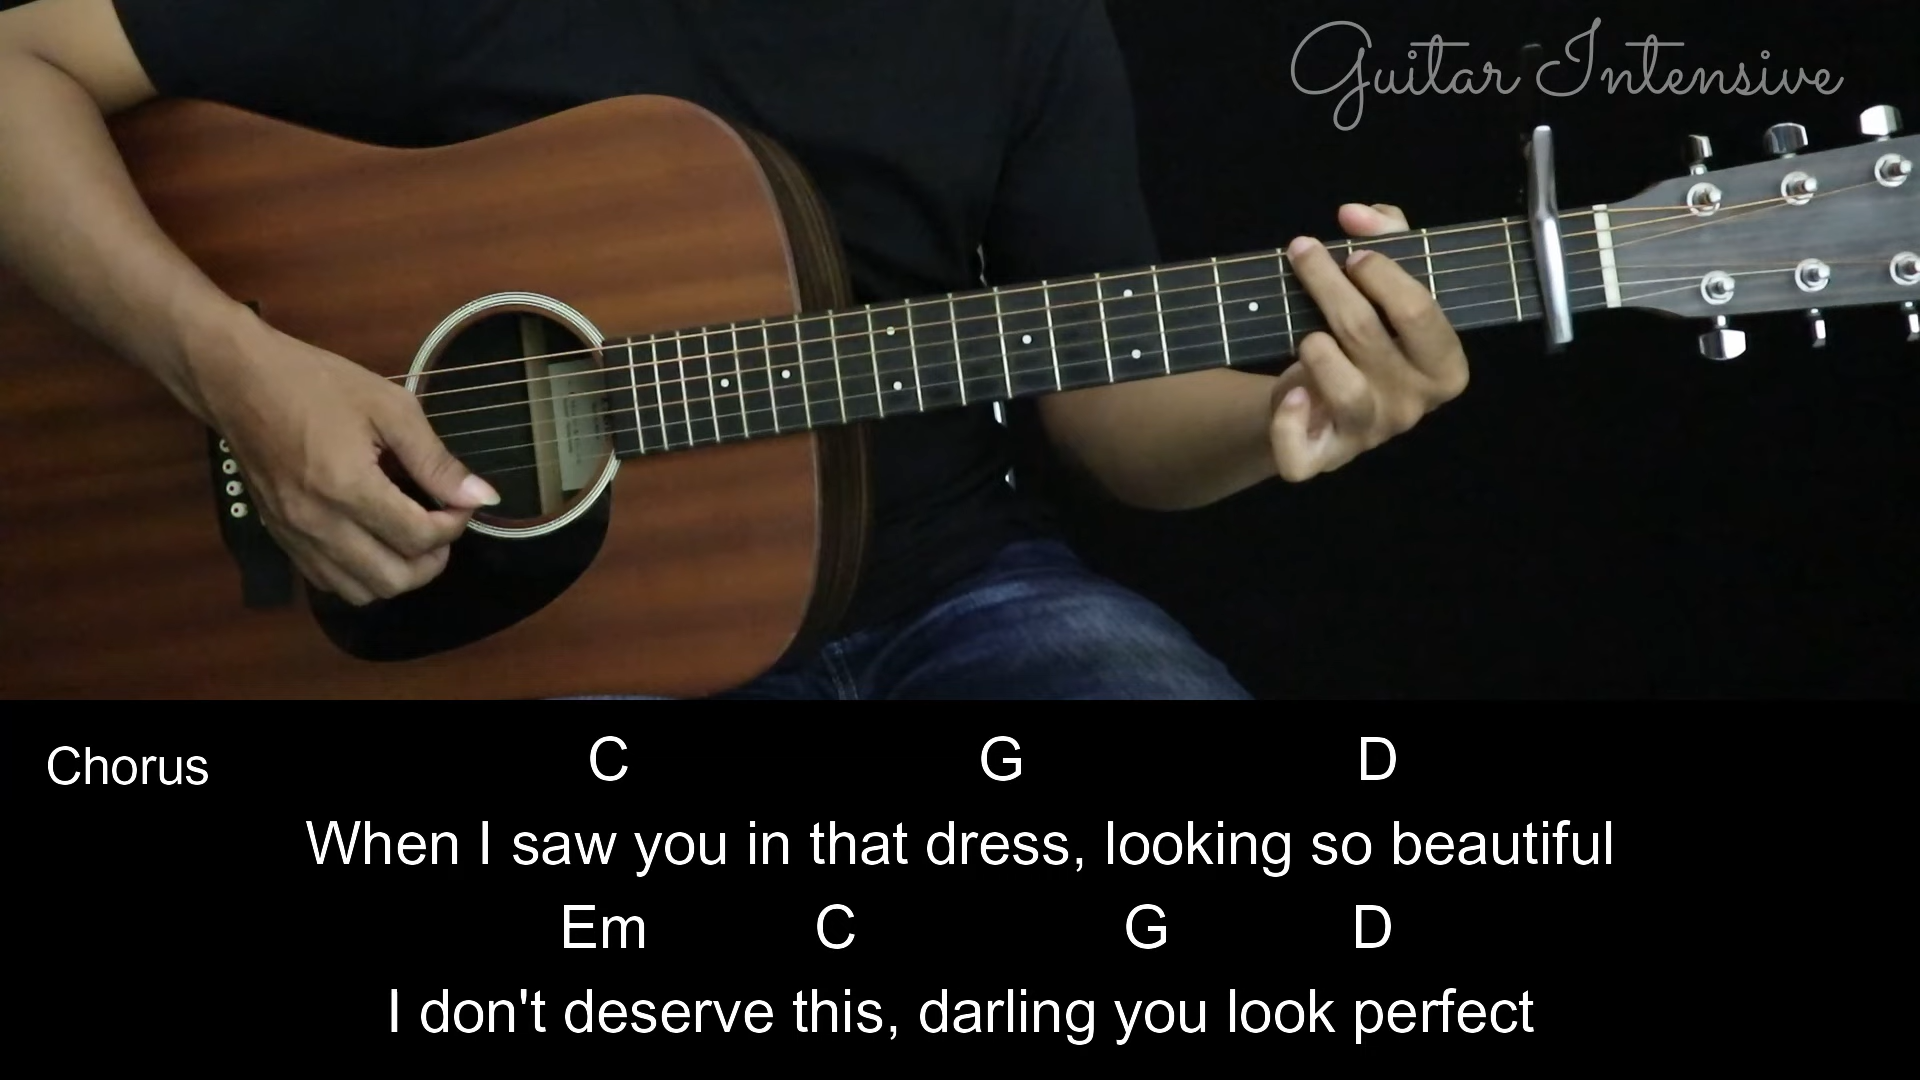 Guitar Intensive
Chorus
C G D
When I saw you in that dress, looking so beautiful
Em C G D
I don't deserve this, darling you look perfect